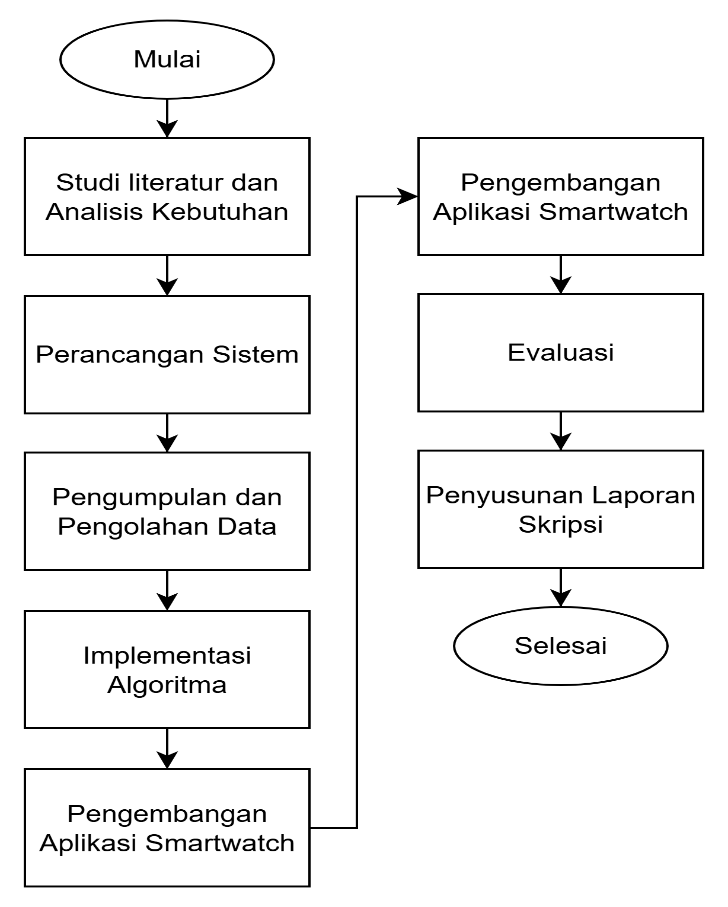 Mulai
Studi literatur dan
Analisis Kebutuhan
Perancangan Sistem
Pengumpulan dan
Pengolahan Data
Implementasi
Algoritma
Pengembangan
Aplikasi Smartwatch
Pengembangan
Aplikasi Smartwatch
Evaluasi
Penyusunan Laporan
Skripsi
Selesai